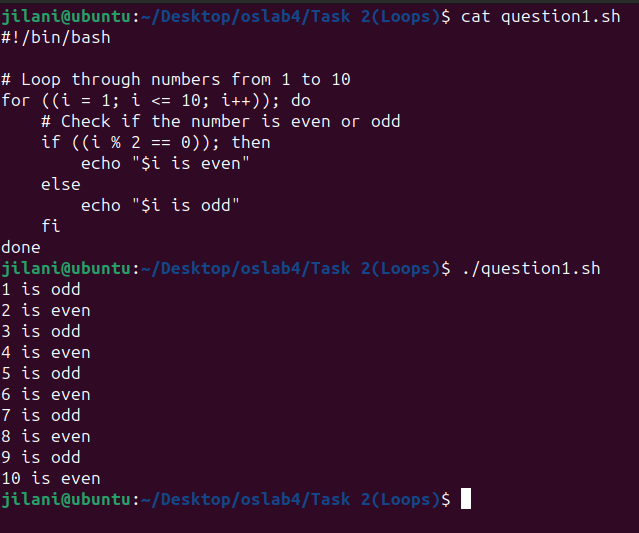 jilani@ubuntu:~/Desktop/oslab4/Task 2(Loops)$ cat question1.sh
#!/bin/bash

# Loop through numbers from 1 to 10
for ((i = 1; i <= 10; i++)); do
    # Check if the number is even or odd
    if ((i % 2 == 0)); then
        echo "$i is even"
    else
        echo "$i is odd"
    fi
done
jilani@ubuntu:~/Desktop/oslab4/Task 2(Loops)$ ./question1.sh
1 is odd
2 is even
3 is odd
4 is even
5 is odd
6 is even
7 is odd
8 is even
9 is odd
10 is even
jilani@ubuntu:~/Desktop/oslab4/Task 2(Loops)$